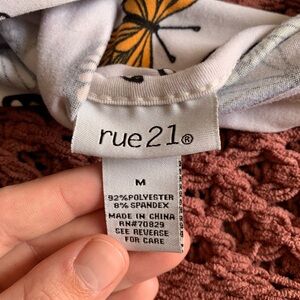 rue21®
M
92%POLYESTER
8% SPANDEX
MADE IN CHINA
RN#70829
SEE REVERSE
FOR CARE